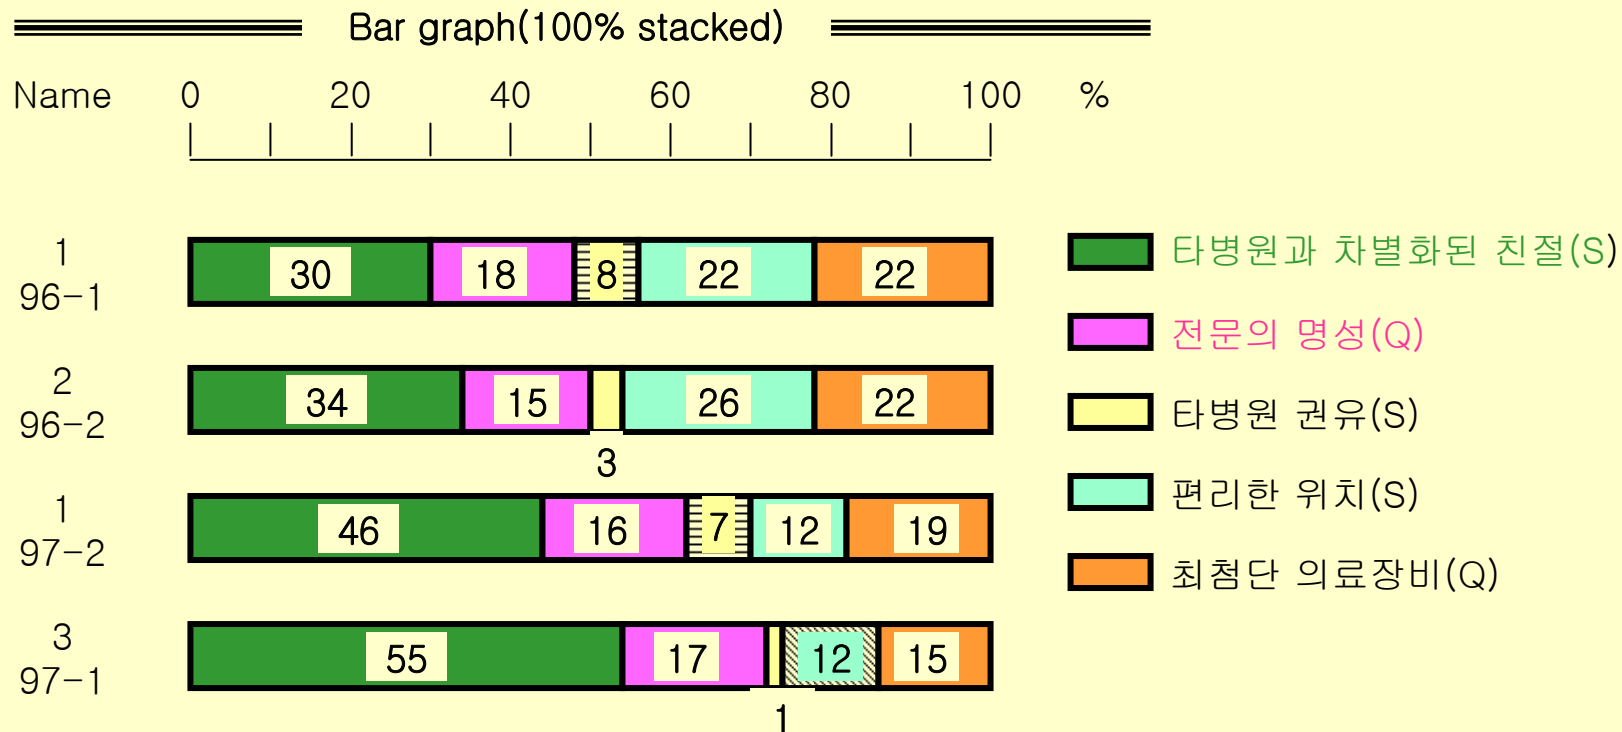 Bar graph(100% stacked)
Name 0 20 40 60 80 100 %
1
96-1
30 18 8 22 22
2
96-2
34 15 26 22
3
1
97-2
46 16 7 12 19
3
97-1
55 17 12 15
1
타병원과 차별화된 친절(S)
전문의 명성(Q)
타병원 권유(S)
편리한 위치(S)
최첨단 의료장비(Q)